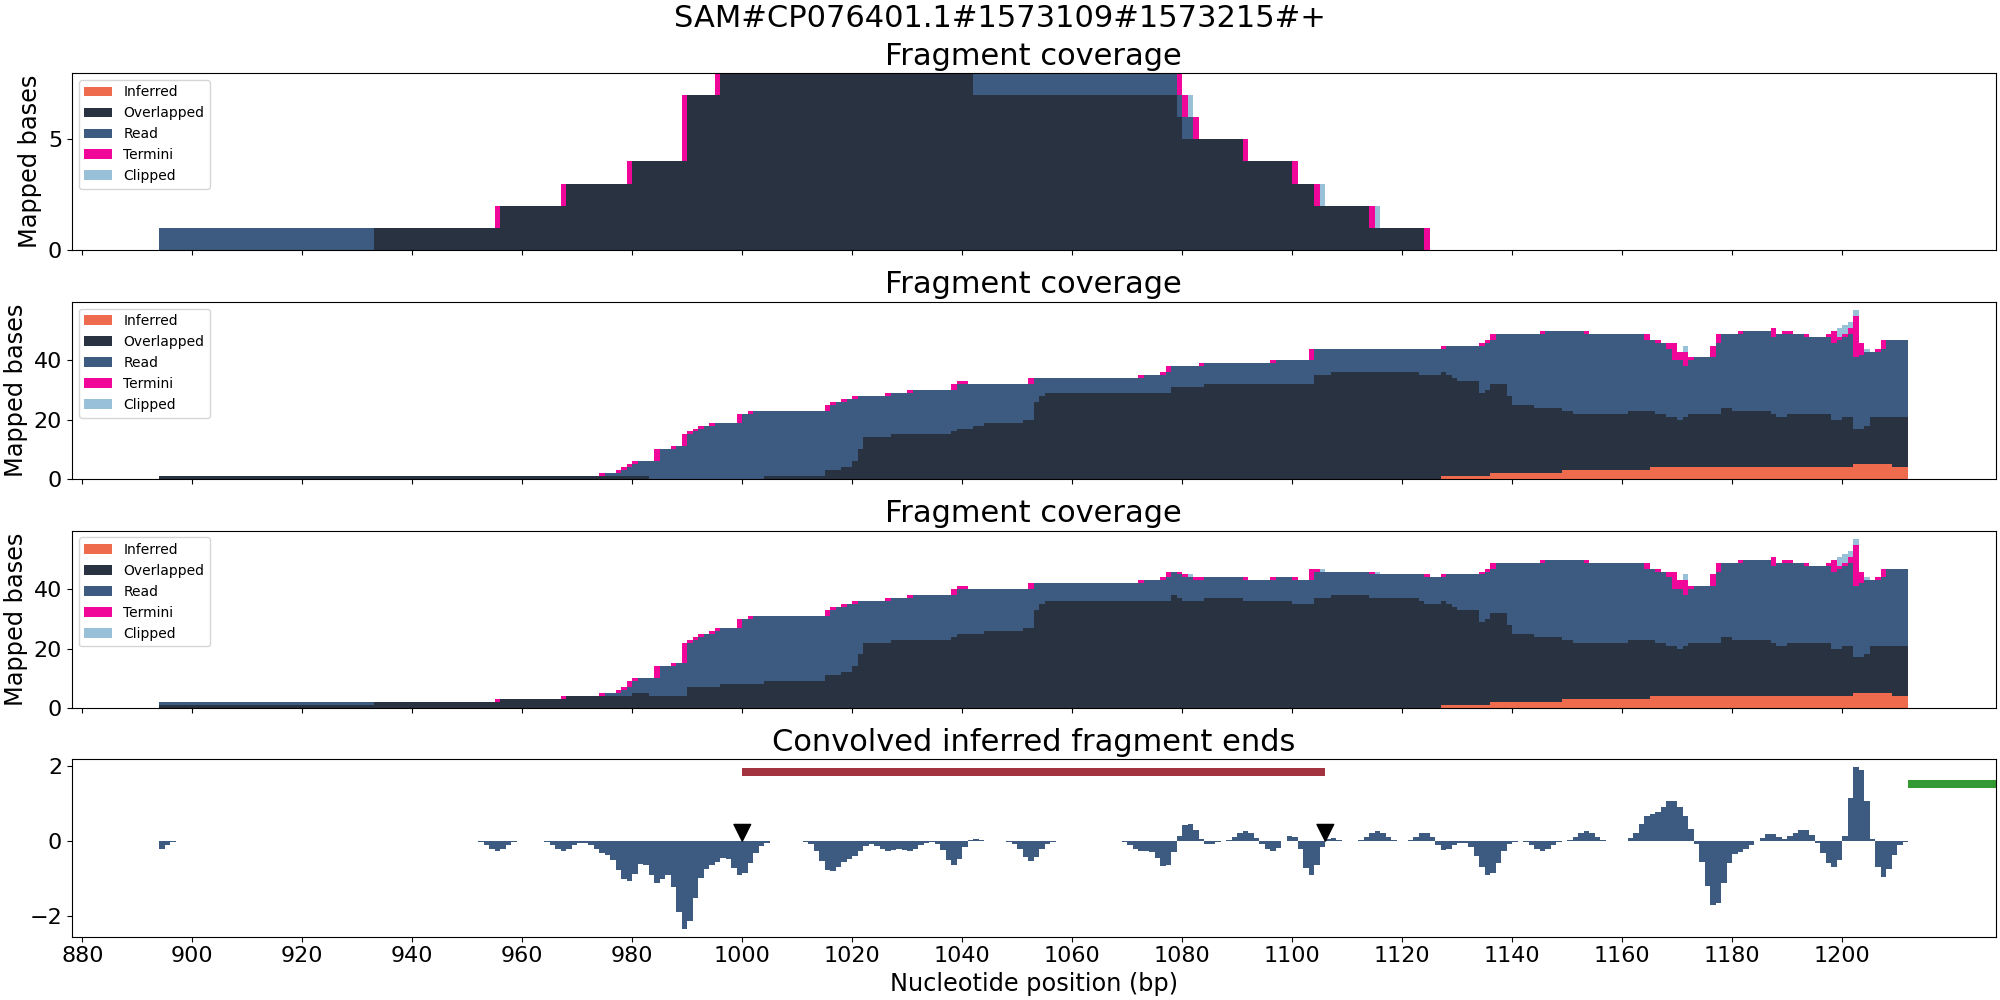 SAM#CP076401.1#1573109#1573215#+
Fragment coverage
Mapped bases
5
0
Inferred
Overlapped
Read
Termini
Clipped
Fragment coverage
Mapped bases
40
20
0
Inferred
Overlapped
Read
Termini
Clipped
Fragment coverage
Mapped bases
40
20
0
Inferred
Overlapped
Read
Termini
Clipped
Convolved inferred fragment ends
2
0
−2
880 900 920 940 960 980 1000 1020 1040 1060 1080 1100 1120 1140 1160 1180 1200
Nucleotide position (bp)